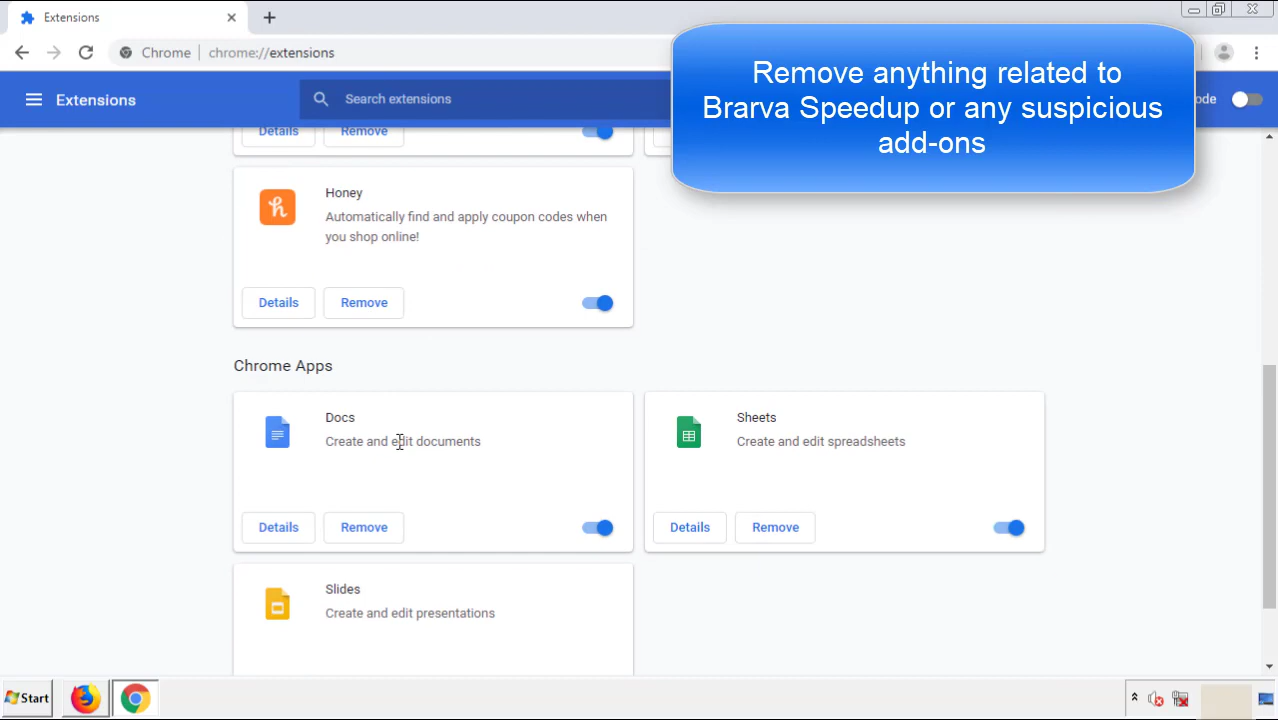 Extensions
Chrome
chrome://extensions
Remove anything related to
Brarva Speedup or any suspicious
add-ons
Extensions
Search extensions
ode
Details
Remove
Honey
Automatically find and apply coupon codes when
you shop online!
Details
Remove
Chrome Apps
Docs
Create and edit documents
Details
Remove
Sheets
Create and edit spreadsheets
Details
Remove
Slides
Create and edit presentations
Start